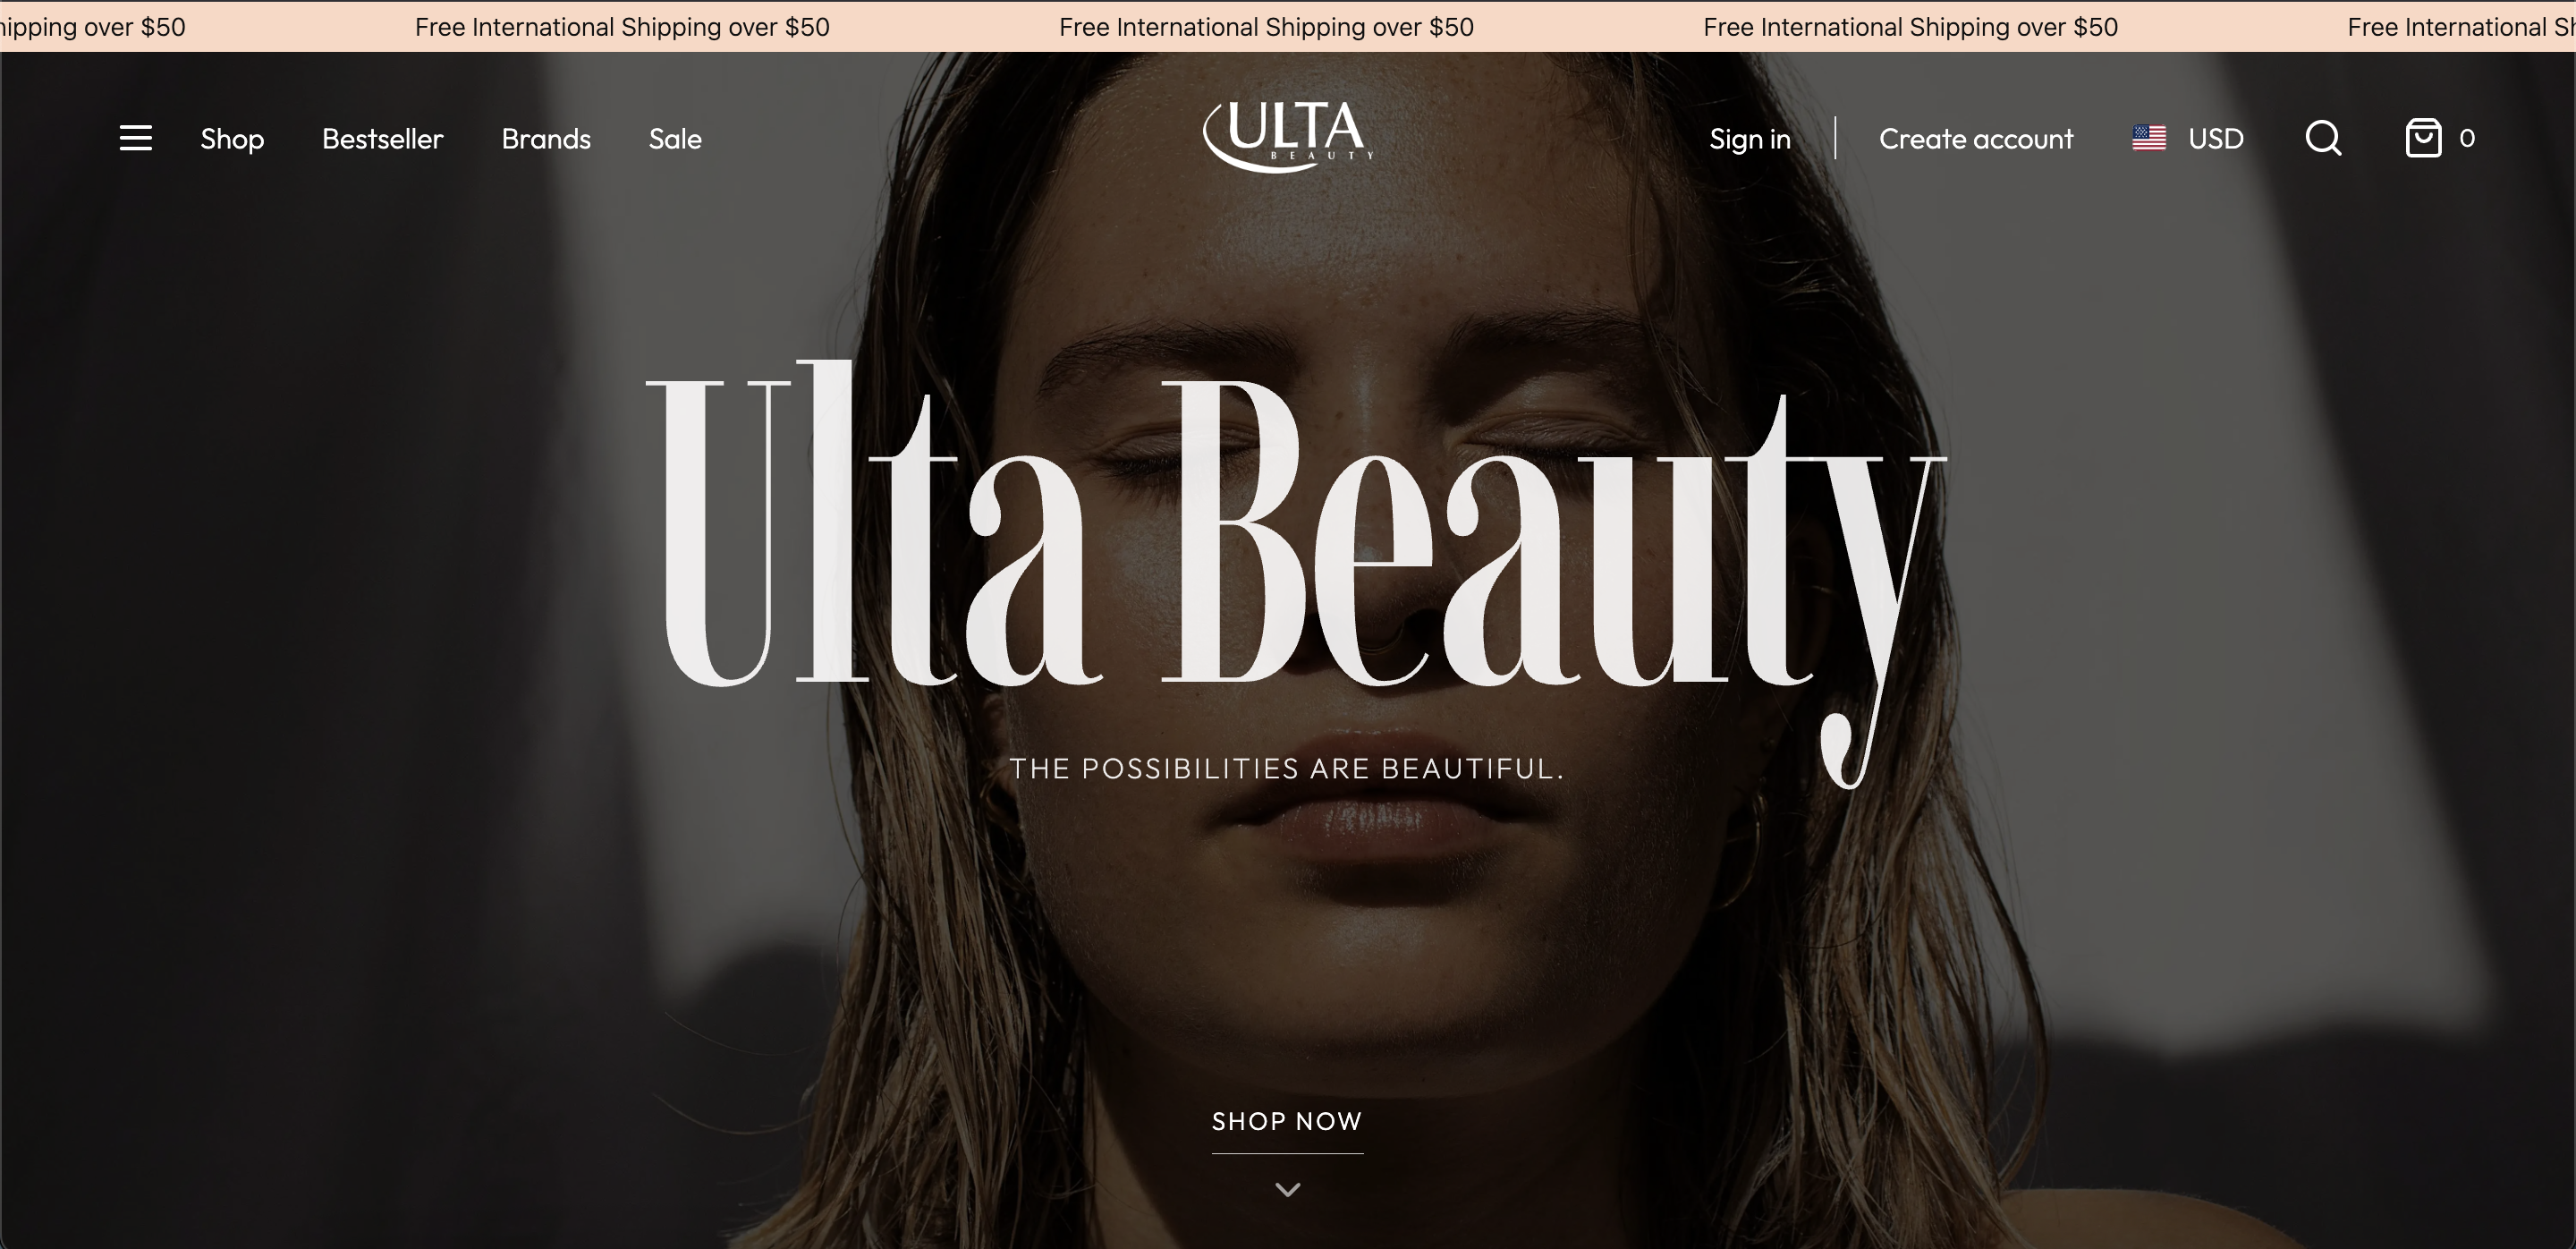 hipping over $50 Free International Shipping over $50 Free International Shipping over $50 Free International Shipping over $50 Free International S
Shop Bestseller Brands Sale ULTA Sign in Create account USD 0
BEAUTY
Ulta Beauty
THE POSSIBILITIES ARE BEAUTIFUL.
SHOP NOW